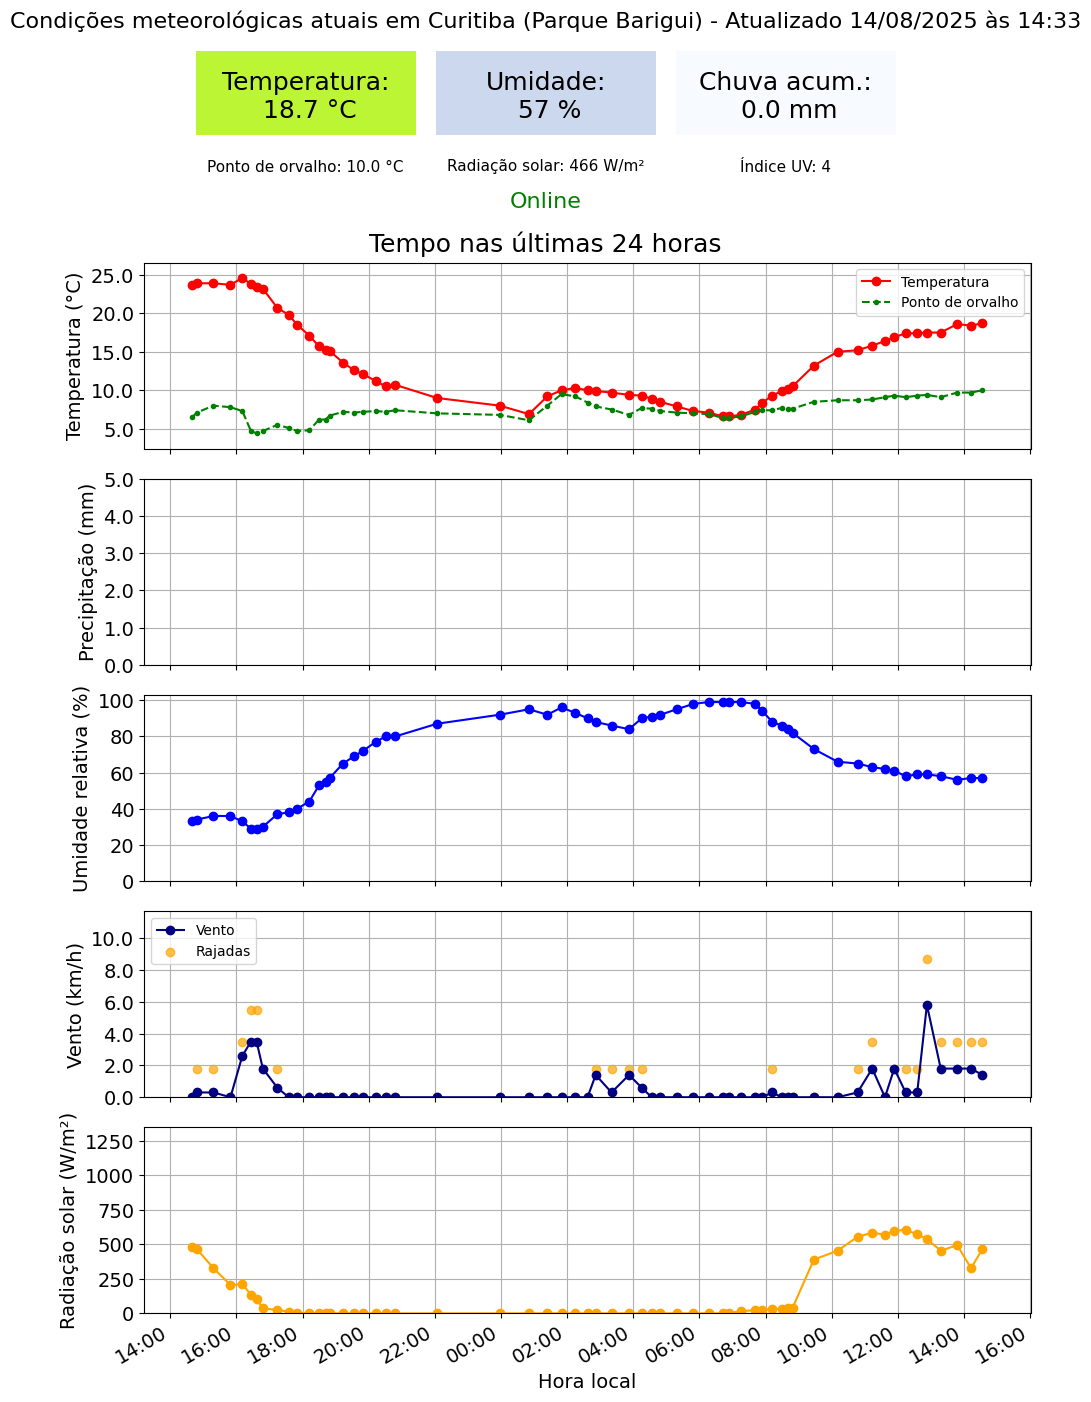 Condições meteorológicas atuais em Curitiba (Parque Barigui) - Atualizado 14/08/2025 às 14:33
Temperatura:
18.7 °C
Umidade:
57 %
Chuva acum.:
0.0 mm
Ponto de orvalho: 10.0 °C
Radiação solar: 466 W/m²
Índice UV: 4
Online
Tempo nas últimas 24 horas
Temperatura (°C)
25.0
20.0
15.0
10.0
5.0
Temperatura
Ponto de orvalho
Precipitação (mm)
5.0
4.0
3.0
2.0
1.0
0.0
Umidade relativa (%)
100
80
60
40
20
0
Vento (km/h)
10.0
8.0
6.0
4.0
2.0
0.0
Vento
Rajadas
Radiação solar (W/m²)
1250
1000
750
500
250
0
14:00
16:00
18:00
20:00
22:00
00:00
02:00
04:00
06:00
08:00
10:00
12:00
14:00
16:00
Hora local